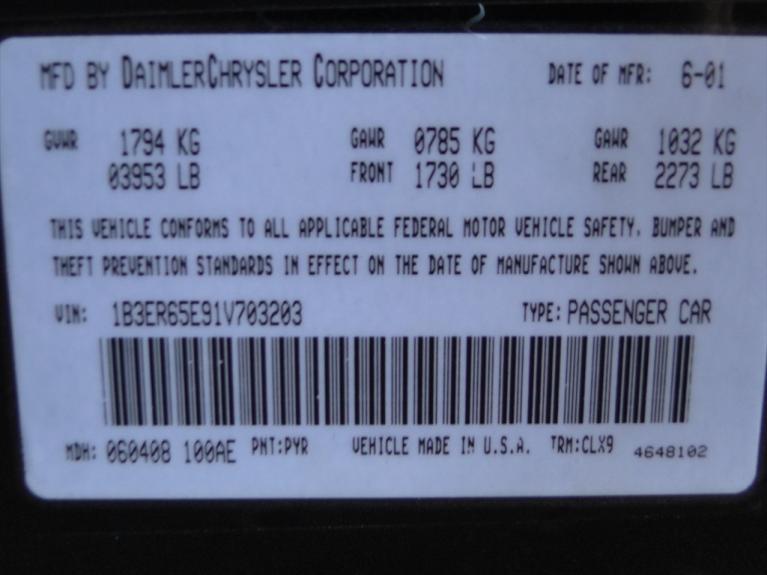 MFD BY DAIMLERCHRYSLER CORPORATION DATE OF MFR: 6-01
GVWR 1794 KG GAWR 0785 KG GAWR 1032 KG
03953 LB FRONT 1730 LB REAR 2273 LB
THIS VEHICLE CONFORMS TO ALL APPLICABLE FEDERAL MOTOR VEHICLE SAFETY, BUMPER AND
THEFT PREVENTION STANDARDS IN EFFECT ON THE DATE OF MANUFACTURE SHOWN ABOVE.
VIN: 1B3ER65E91V703203 TYPE: PASSENGER CAR
MDH: 060408 100AE PNT:PYR VEHICLE MADE IN U.S.A. TRM:CLX9 4648102